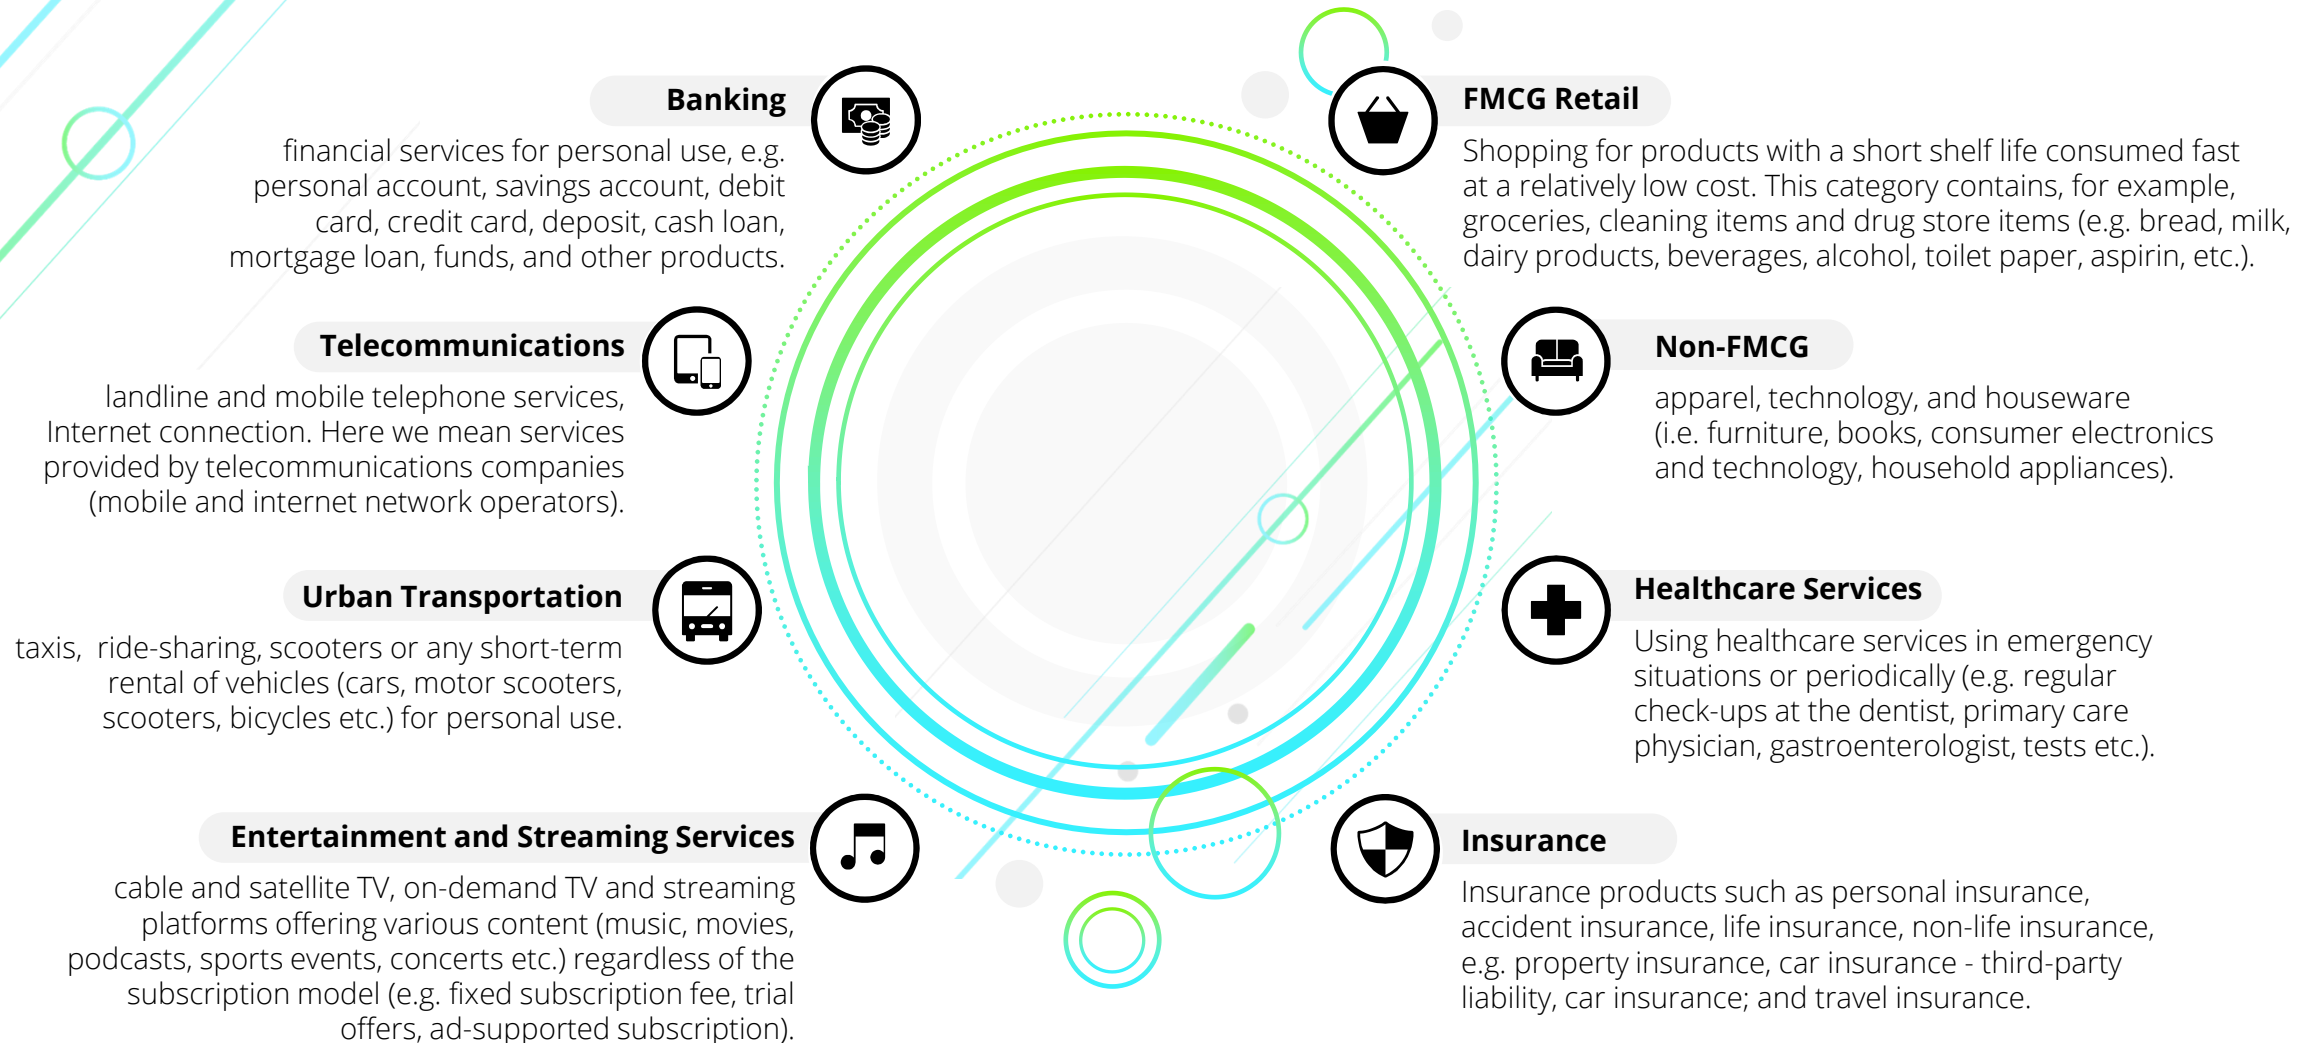 Banking
financial services for personal use, e.g.
personal account, savings account, debit
card, credit card, deposit, cash loan,
mortgage loan, funds, and other products.
Telecommunications
landline and mobile telephone services,
Internet connection. Here we mean services
provided by telecommunications companies
(mobile and internet network operators).
Urban Transportation
taxis,  ride-sharing, scooters or any short-term
rental of vehicles (cars, motor scooters,
scooters, bicycles etc.) for personal use.
Entertainment and Streaming Services
cable and satellite TV, on-demand TV and streaming
platforms offering various content (music, movies,
podcasts, sports events, concerts etc.) regardless of the
subscription model (e.g. fixed subscription fee, trial
offers, ad-supported subscription).
FMCG Retail
Shopping for products with a short shelf life consumed fast
at a relatively low cost. This category contains, for example,
groceries, cleaning items and drug store items (e.g. bread, milk,
dairy products, beverages, alcohol, toilet paper, aspirin, etc.).
Non-FMCG
apparel, technology, and houseware
(i.e. furniture, books, consumer electronics
and technology, household appliances).
Healthcare Services
Using healthcare services in emergency
situations or periodically (e.g. regular
check-ups at the dentist, primary care
physician, gastroenterologist, tests etc.).
Insurance
Insurance products such as personal insurance,
accident insurance, life insurance, non-life insurance,
e.g. property insurance, car insurance - third-party
liability, car insurance; and travel insurance.